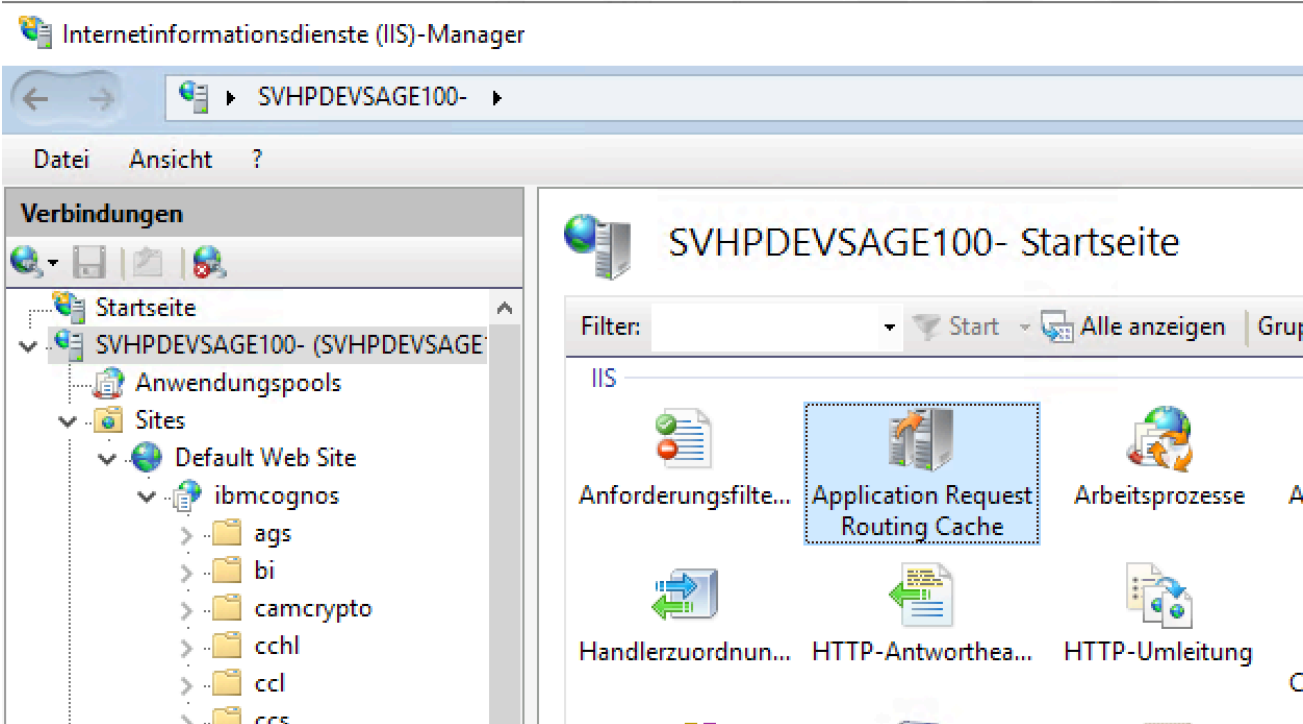 Internetinformationsdienste (IIS)-Manager
SVHPDEVSAGE100-
Datei Ansicht ?
Verbindungen
Startseite
SVHPDEVSAGE100- (SVHPDEVSAGE
Anwendungspools
Sites
Default Web Site
ibmcognos
ags
bi
camcrypto
cchl
ccl
ccs
SVHPDEVSAGE100- Startseite
Filter: Start Alle anzeigen
IIS
Anforderungsfilte... Application Request Routing Cache Arbeitsprozesse
Handlerzuordnun... HTTP-Antworthea... HTTP-Umleitung